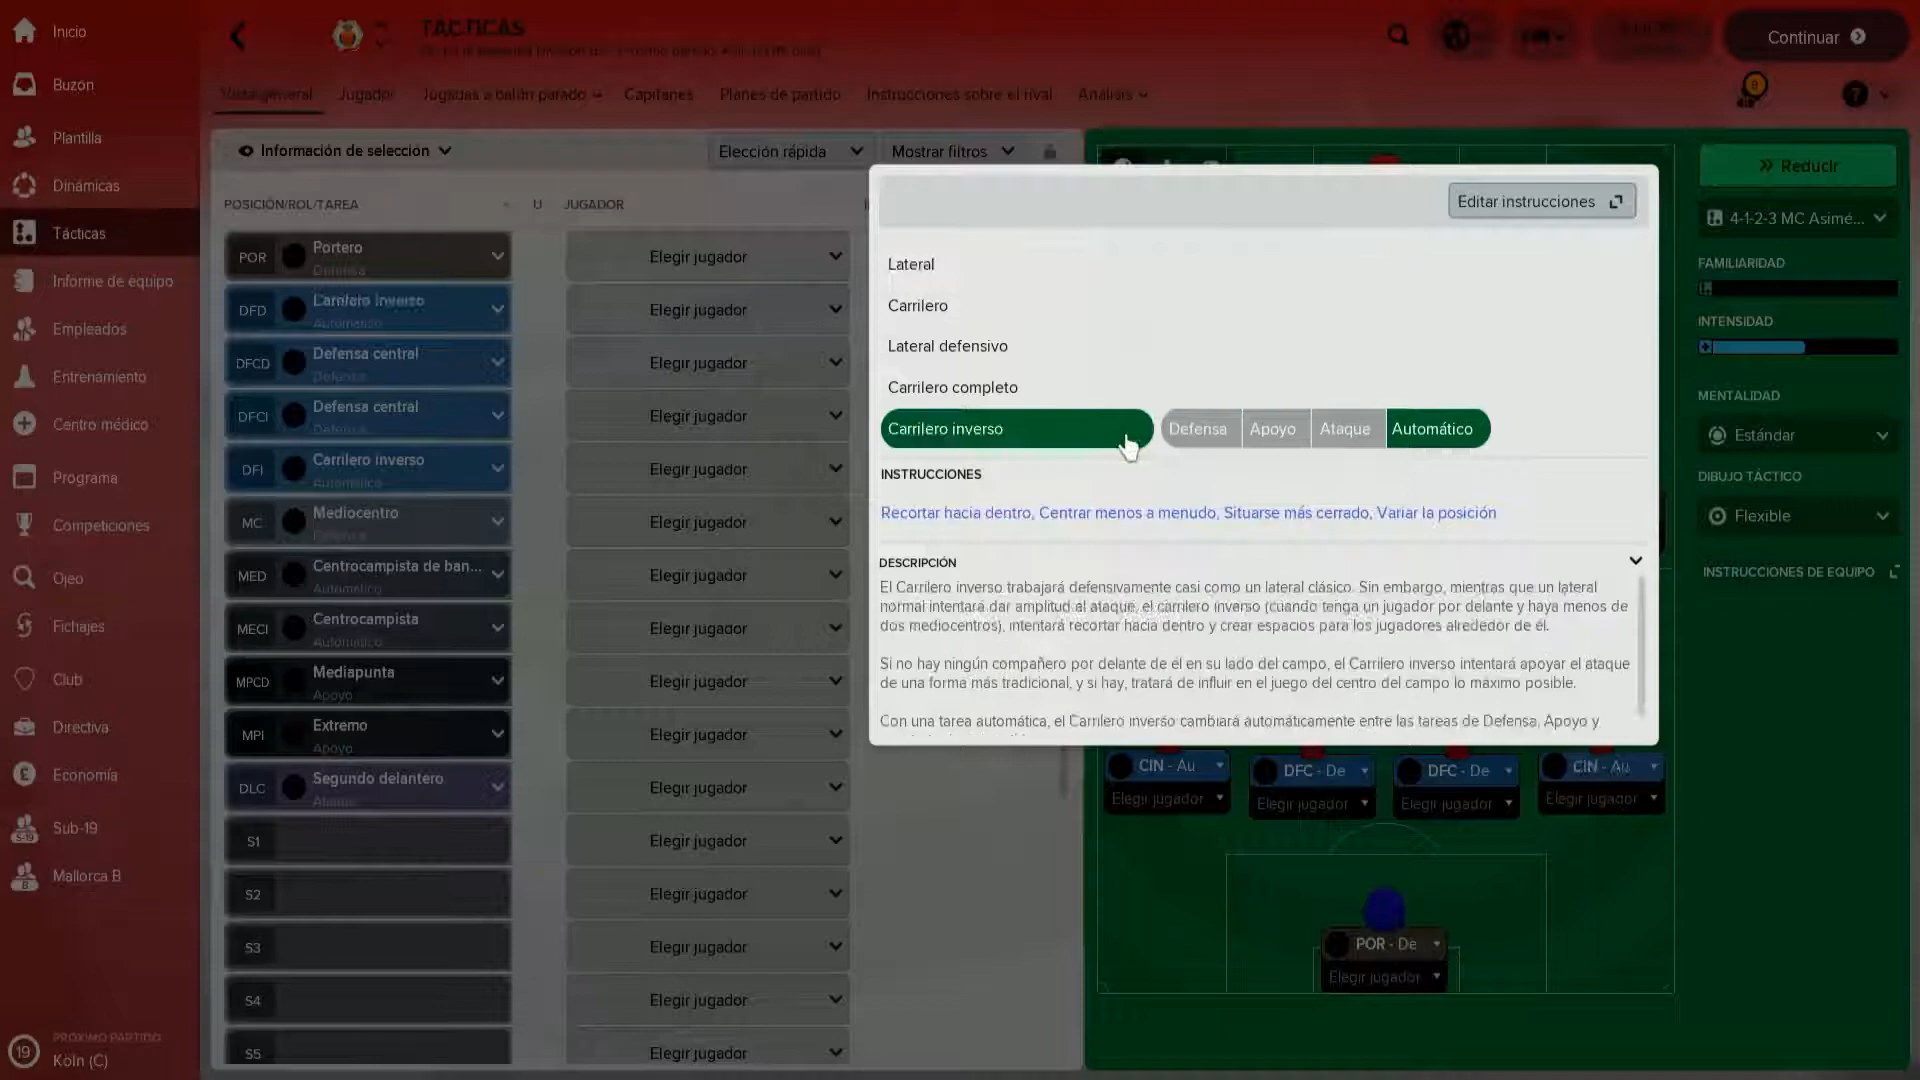 Inicio
Buzón
Plantilla
Dinámicas
Tácticas
Informe de equipo
Empleados
Entrenamiento
Centro médico
Programa
Competiciones
Ojeo
Fichajes
Club
Directiva
Economía
Sub-19
Mallorca B
19
PRÓXIMO PARTIDO
Köln (C)
TÁCTICAS
Continuar
Vista general
Jugador
Jugadas a balón parado
Capitanes
Planes de partido
Instrucciones sobre el rival
Análisis
Información de selección
Elección rápida
Mostrar filtros
POSICIÓN/ROL/TAREA
U
JUGADOR
POR
Portero
Defensa
Elegir jugador
DFD
Carrilero inverso
Automático
Elegir jugador
DFCD
Defensa central
Defensa
Elegir jugador
DFCI
Defensa central
Defensa
Elegir jugador
DFI
Carrilero inverso
Automático
Elegir jugador
MC
Mediocentro
Defensa
Elegir jugador
MED
Centrocampista de ban...
Automático
Elegir jugador
MECI
Centrocampista
Automático
Elegir jugador
MPCD
Mediapunta
Apoyo
Elegir jugador
MPI
Extremo
Apoyo
Elegir jugador
DLC
Segundo delantero
Ataque
Elegir jugador
S1
Elegir jugador
S2
Elegir jugador
S3
Elegir jugador
S4
Elegir jugador
S5
Elegir jugador
Editar instrucciones
Lateral
Carrilero
Lateral defensivo
Carrilero completo
Carrilero inverso
Defensa
Apoyo
Ataque
Automático
INSTRUCCIONES
Recortar hacia dentro, Centrar menos a menudo, Situarse más cerrado, Variar la posición
DESCRIPCIÓN
El Carrilero inverso trabajará defensivamente casi como un lateral clásico. Sin embargo, mientras que un lateral
normal intentará dar amplitud al ataque, el carrilero inverso (cuando tenga un jugador por delante y haya menos de
dos mediocentros), intentará recortar hacia dentro y crear espacios para los jugadores alrededor de él.
Si no hay ningún compañero por delante de él en su lado del campo, el Carrilero inverso intentará apoyar el ataque
de una forma más tradicional, y si hay, tratará de influir en el juego del centro del campo lo máximo posible.
Con una tarea automática, el Carrilero inverso cambiará automáticamente entre las tareas de Defensa, Apoyo y
CIN - Au
Elegir jugador
DFC - De
Elegir jugador
DFC - De
Elegir jugador
CIN - Au
Elegir jugador
POR - De
Elegir jugador
Reducir
4-1-2-3 MC Asimé...
FAMILIARIDAD
INTENSIDAD
MENTALIDAD
Estándar
DIBUJO TÁCTICO
Flexible
INSTRUCCIONES DE EQUIPO